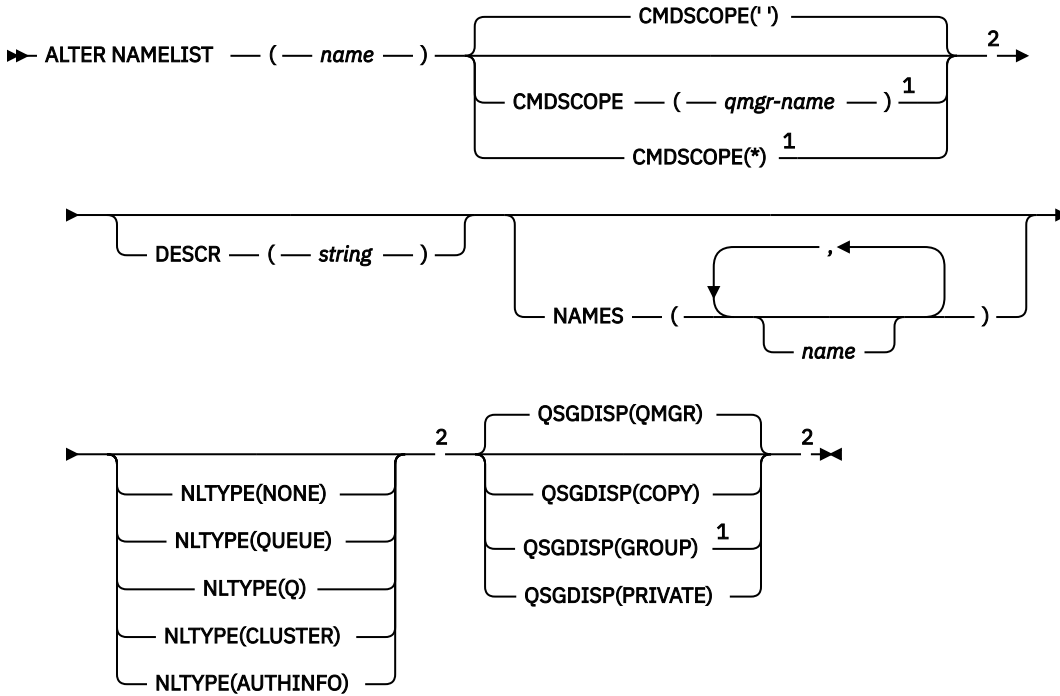 CMDSCOPE(' ')
ALTER NAMELIST ( name ) 2
CMDSCOPE ( qmgr-name ) 1
CMDSCOPE(*) 1
DESCR ( string )
,
NAMES ( )
name
QSGDISP(QMGR)
2 2
NLTYPE(NONE) QSGDISP(COPY)
NLTYPE(QUEUE) QSGDISP(GROUP) 1
NLTYPE(Q) QSGDISP(PRIVATE)
NLTYPE(CLUSTER)
NLTYPE(AUTHINFO)